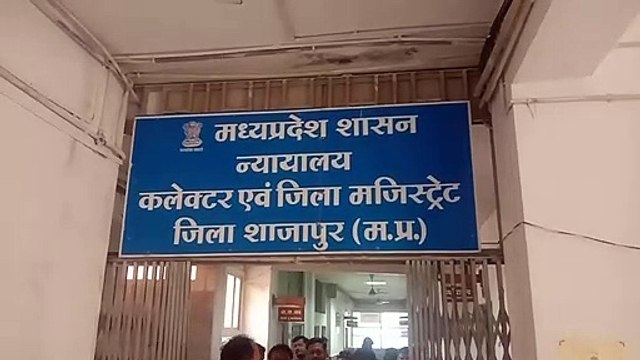 मध्यप्रदेश शासन
न्यायालय
कलेक्टर एवं जिला मजिस्ट्रेट
जिला शाजापुर (म.प्र.)